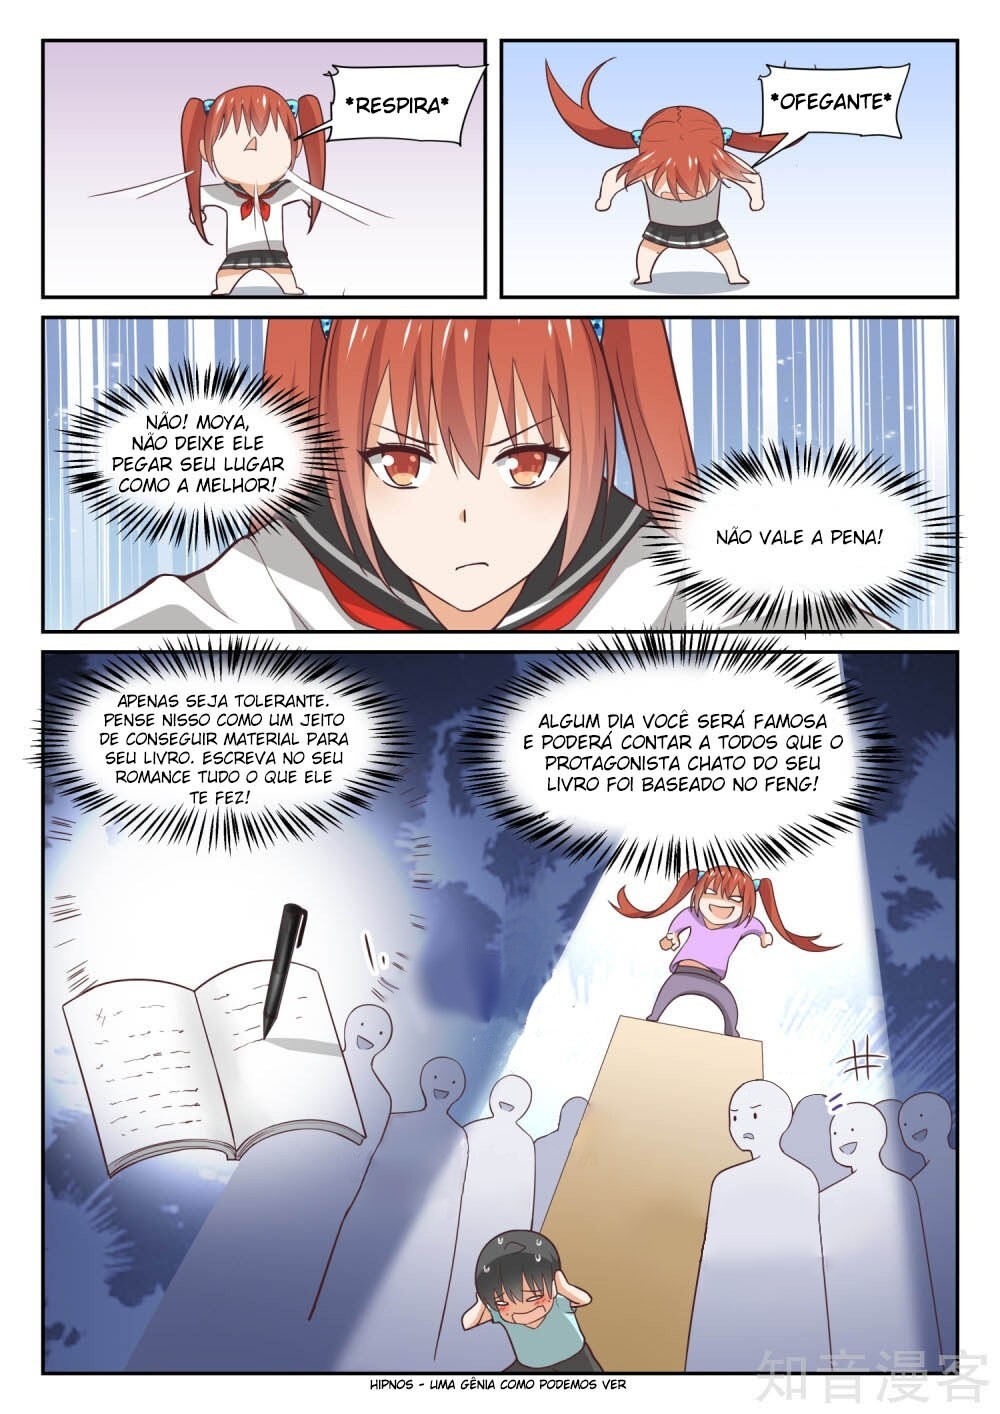 *RESPIRA*
*OFEGANTE*
NÃO! MOYA,
NÃO DEIXE ELE
PEGAR SEU LUGAR
COMO A MELHOR!
NÃO VALE A PENA!
APENAS SEJA TOLERANTE.
PENSE NISSO COMO UM JEITO
DE CONSEGUIR MATERIAL PARA
SEU LIVRO. ESCREVA NO SEU
ROMANCE TUDO O QUE ELE
TE FEZ!
ALGUM DIA VOCÊ SERÁ FAMOSA
E PODERÁ CONTAR A TODOS QUE O
PROTAGONISTA CHATO DO SEU
LIVRO FOI BASEADO NO FENG!
HIPNOS - UMA GÊNIA COMO PODEMOS VER
知音漫客